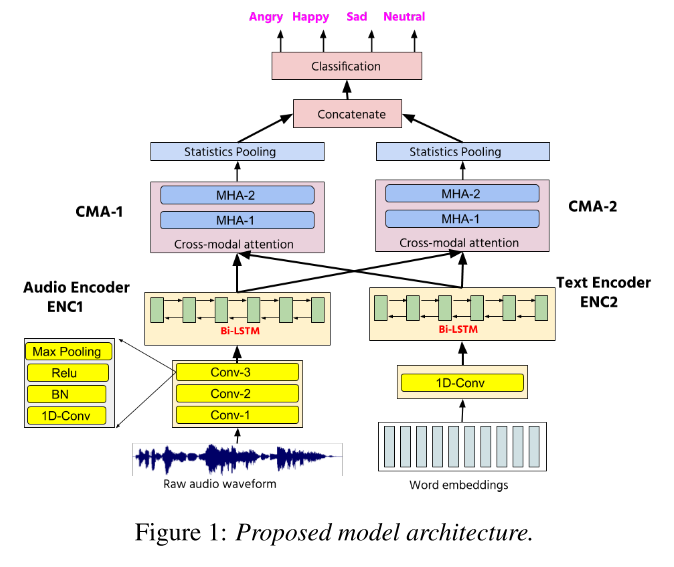 Angry Happy Sad Neutral
Classification
Concatenate
Statistics Pooling
Statistics Pooling
CMA-1
MHA-2
MHA-1
Cross-modal attention
MHA-2
MHA-1
Cross-modal attention
CMA-2
Audio Encoder
ENC1
Bi-LSTM
Text Encoder
ENC2
Bi-LSTM
Max Pooling
Relu
BN
1D-Conv
Conv-3
Conv-2
Conv-1
1D-Conv
Raw audio waveform
Word embeddings
Figure 1: Proposed model architecture.